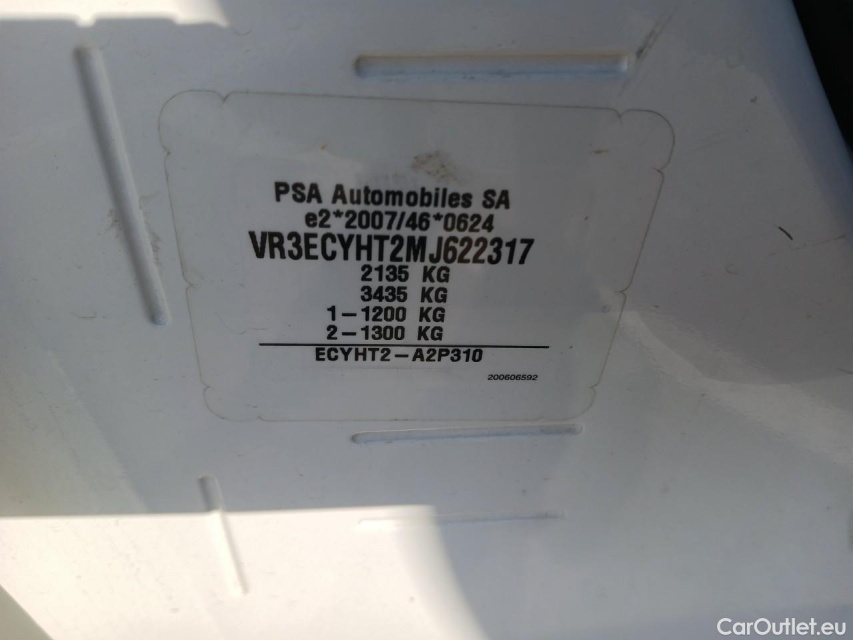 PSA Automobiles SA
e2*2007/46*0624
VR3ECYHT2MJ622317
2135 KG
3435 KG
1-1200 KG
2-1300 KG
ECYHT2-A2P310
200606592
CarOutlet.eu